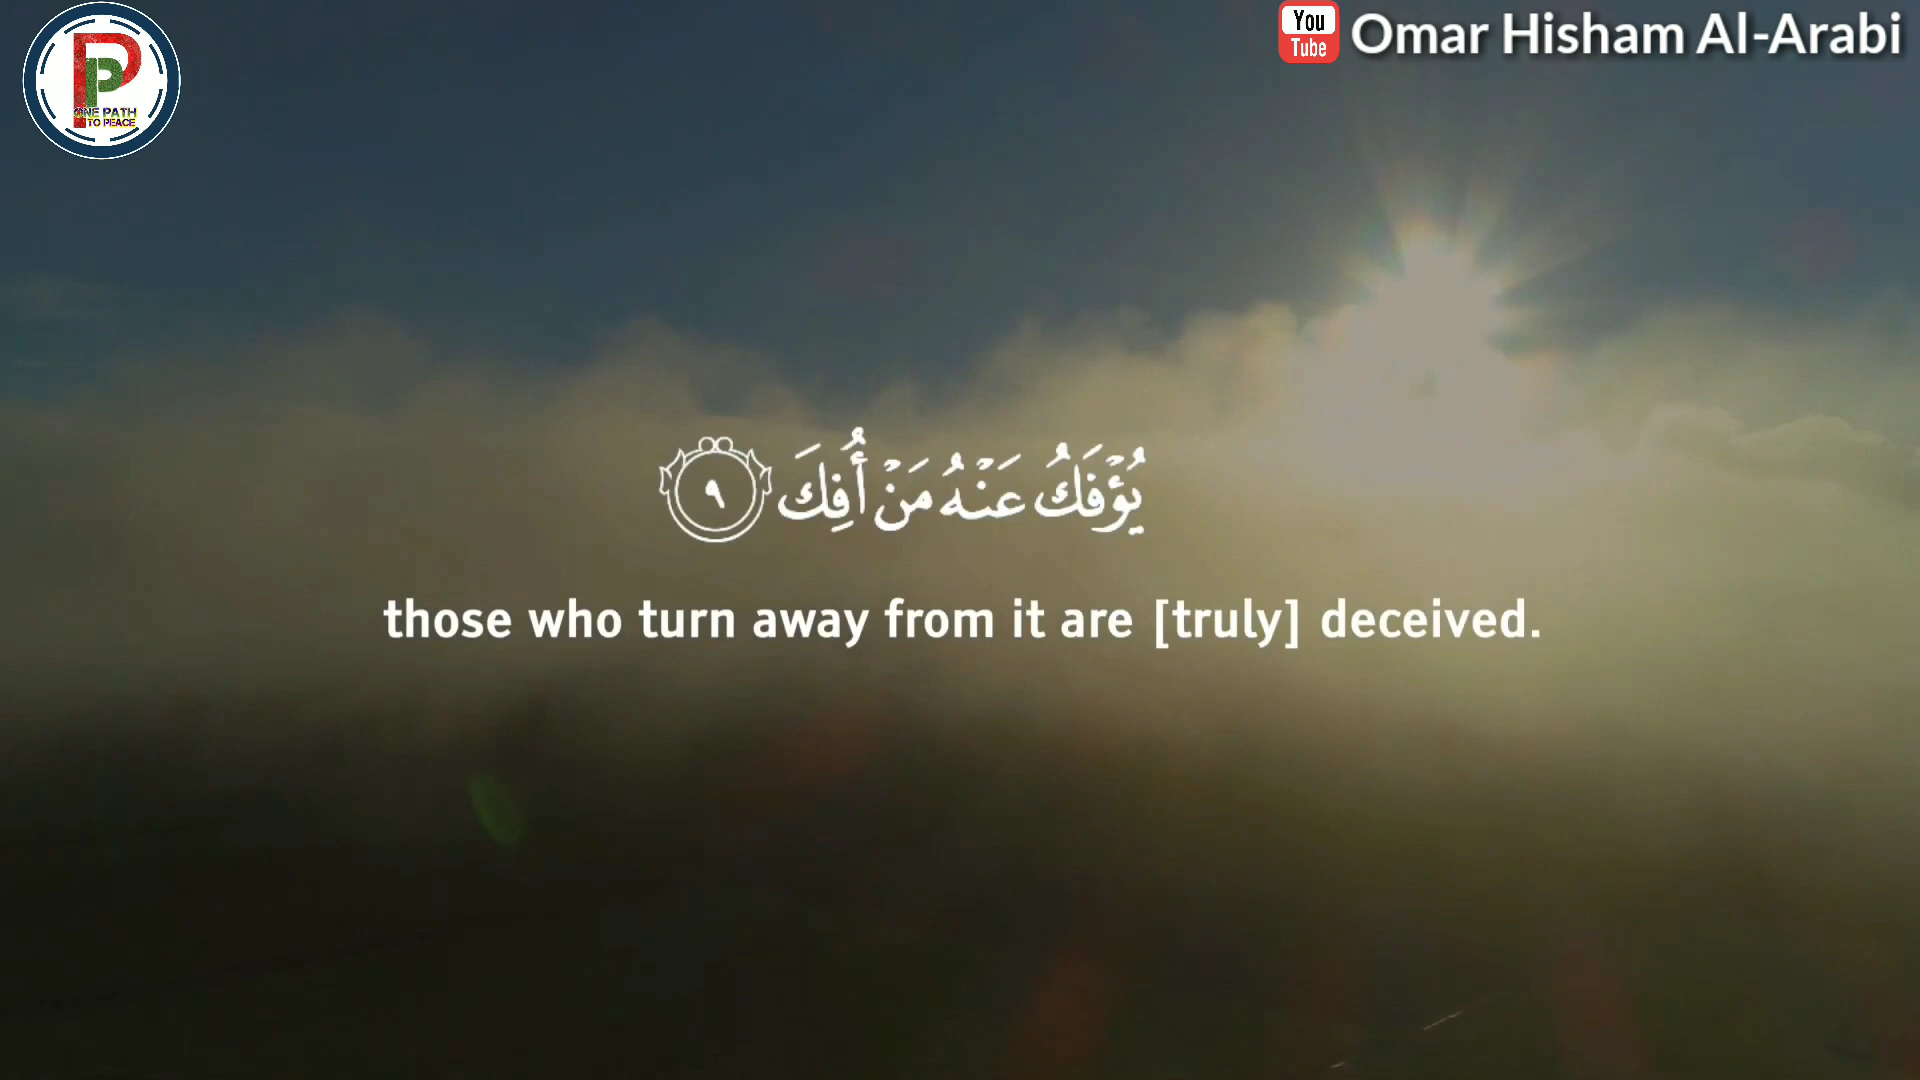 ONE PATH
TO PEACE
You
Tube
Omar Hisham Al-Arabi
يُؤۡفَكُ عَنۡهُ مَنۡ أُفِكَ ٩
those who turn away from it are [truly] deceived.